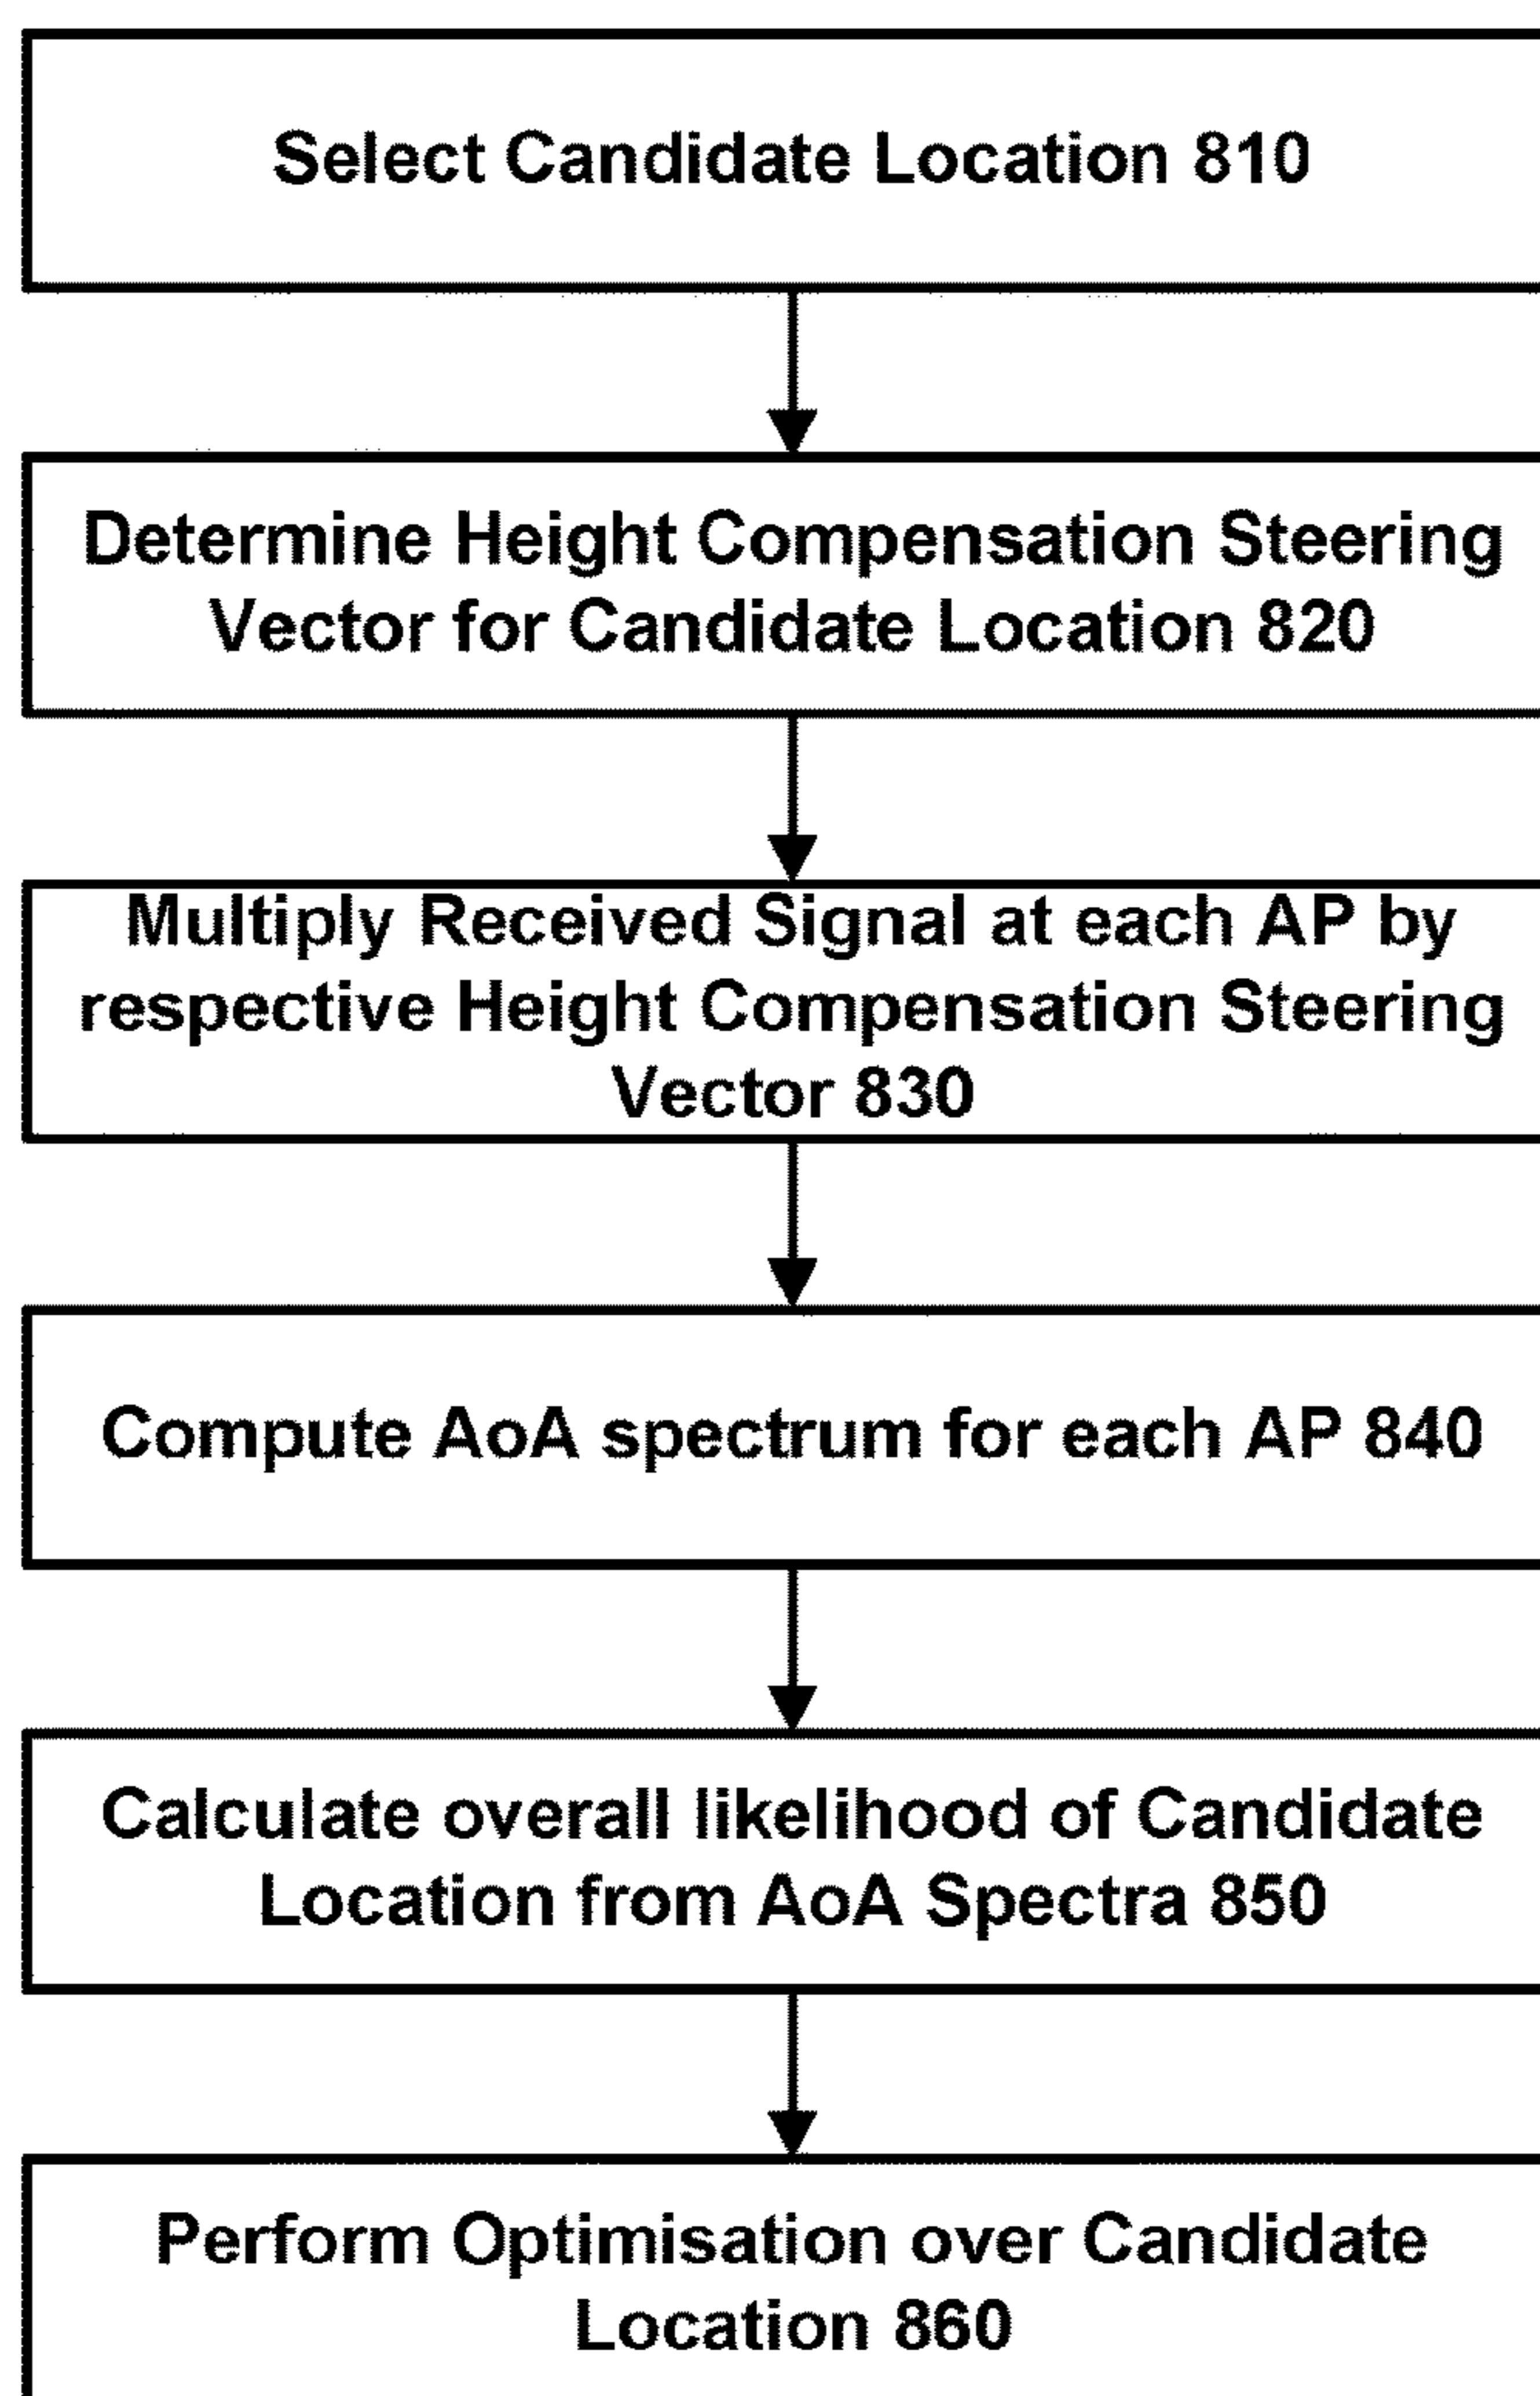 Select Candidate Location 810
Determine Height Compensation Steering
Vector for Candidate Location 820
Multiply Received Signal at each AP by
respective Height Compensation Steering
Vector 830
Compute AoA spectrum for each AP 840
Calculate overall likelihood of Candidate
Location from AoA Spectra 850
Perform Optimisation over Candidate
Location 860